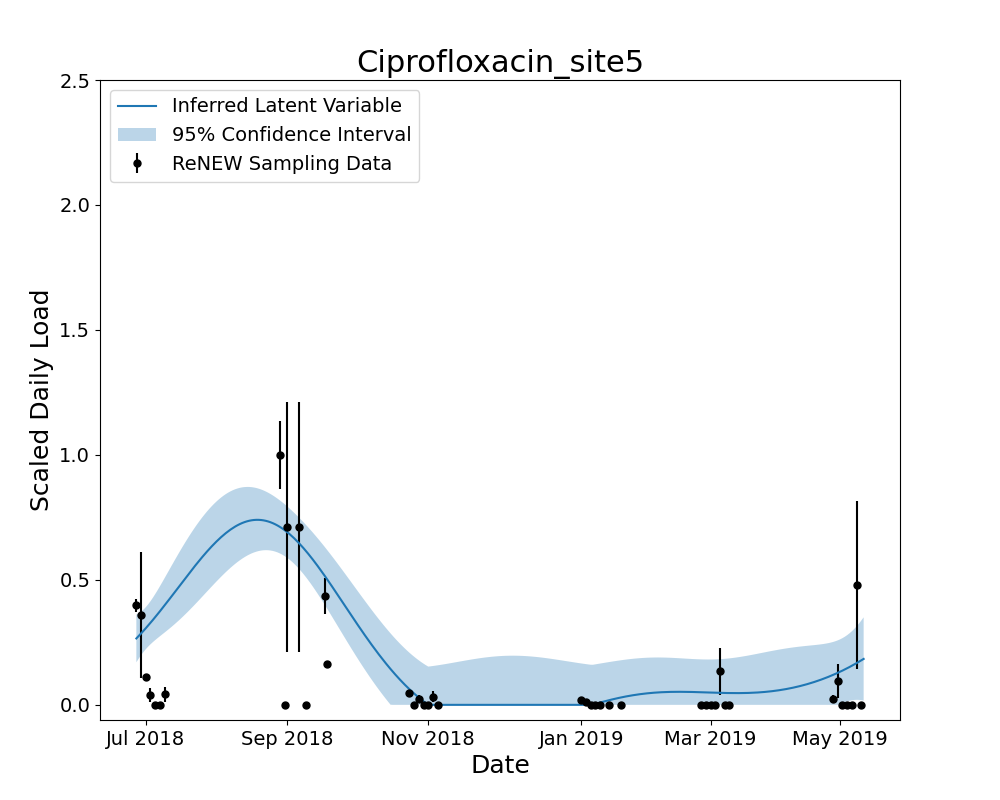 Ciprofloxacin_site5
2.5
Inferred Latent Variable
95% Confidence Interval
ReNEW Sampling Data
2.0
1.5
1.0
0.5
0.0
Scaled Daily Load
Jul 2018 Sep 2018 Nov 2018 Jan 2019 Mar 2019 May 2019
Date